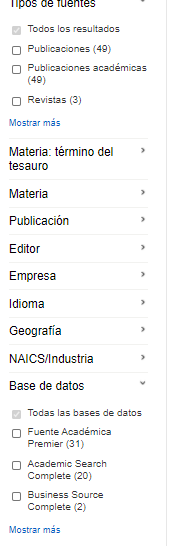 Tipos de fuentes
Todos los resultados
Publicaciones (49)
Publicaciones académicas
(49)
Revistas (3)
Mostrar más
Materia: término del
tesauro
Materia
Publicación
Editor
Empresa
Idioma
Geografía
NAICS/Industria
Base de datos
Todas las bases de datos
Fuente Académica
Premier (31)
Academic Search
Complete (20)
Business Source
Complete (2)
Mostrar más